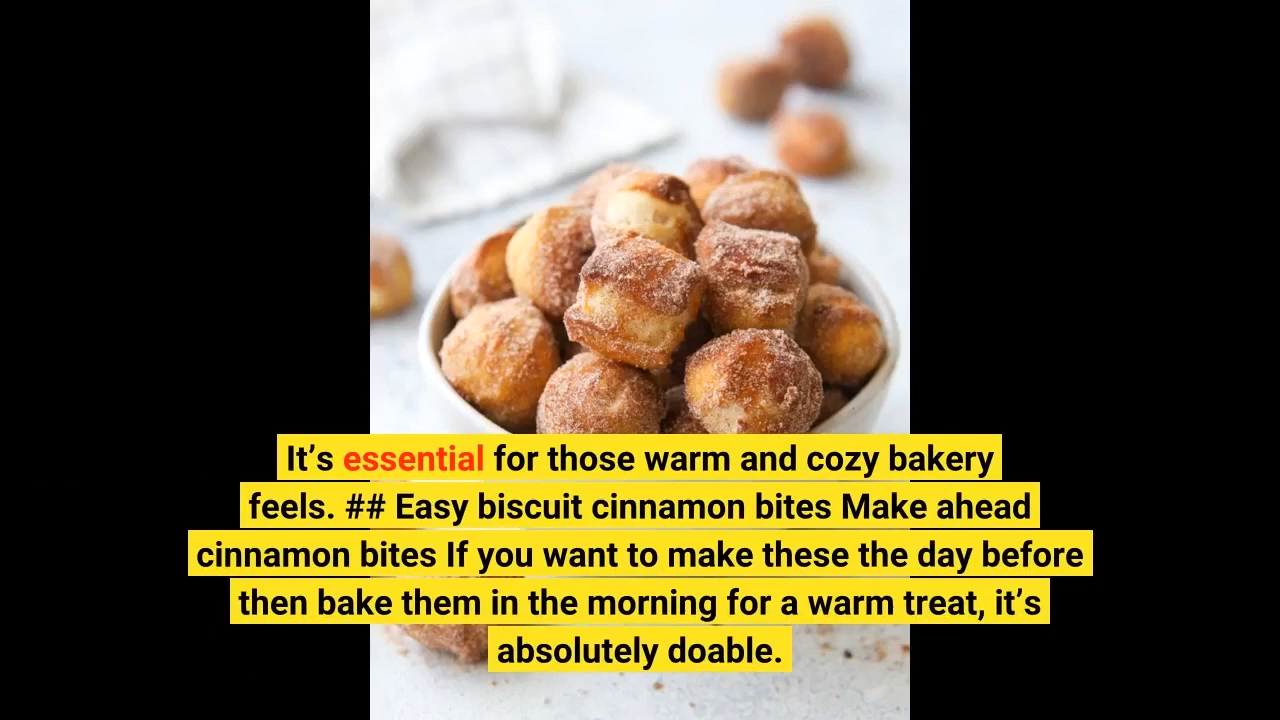 It’s essential for those warm and cozy bakery
feels. ## Easy biscuit cinnamon bites Make ahead
cinnamon bites If you want to make these the day before
then bake them in the morning for a warm treat, it’s
absolutely doable.